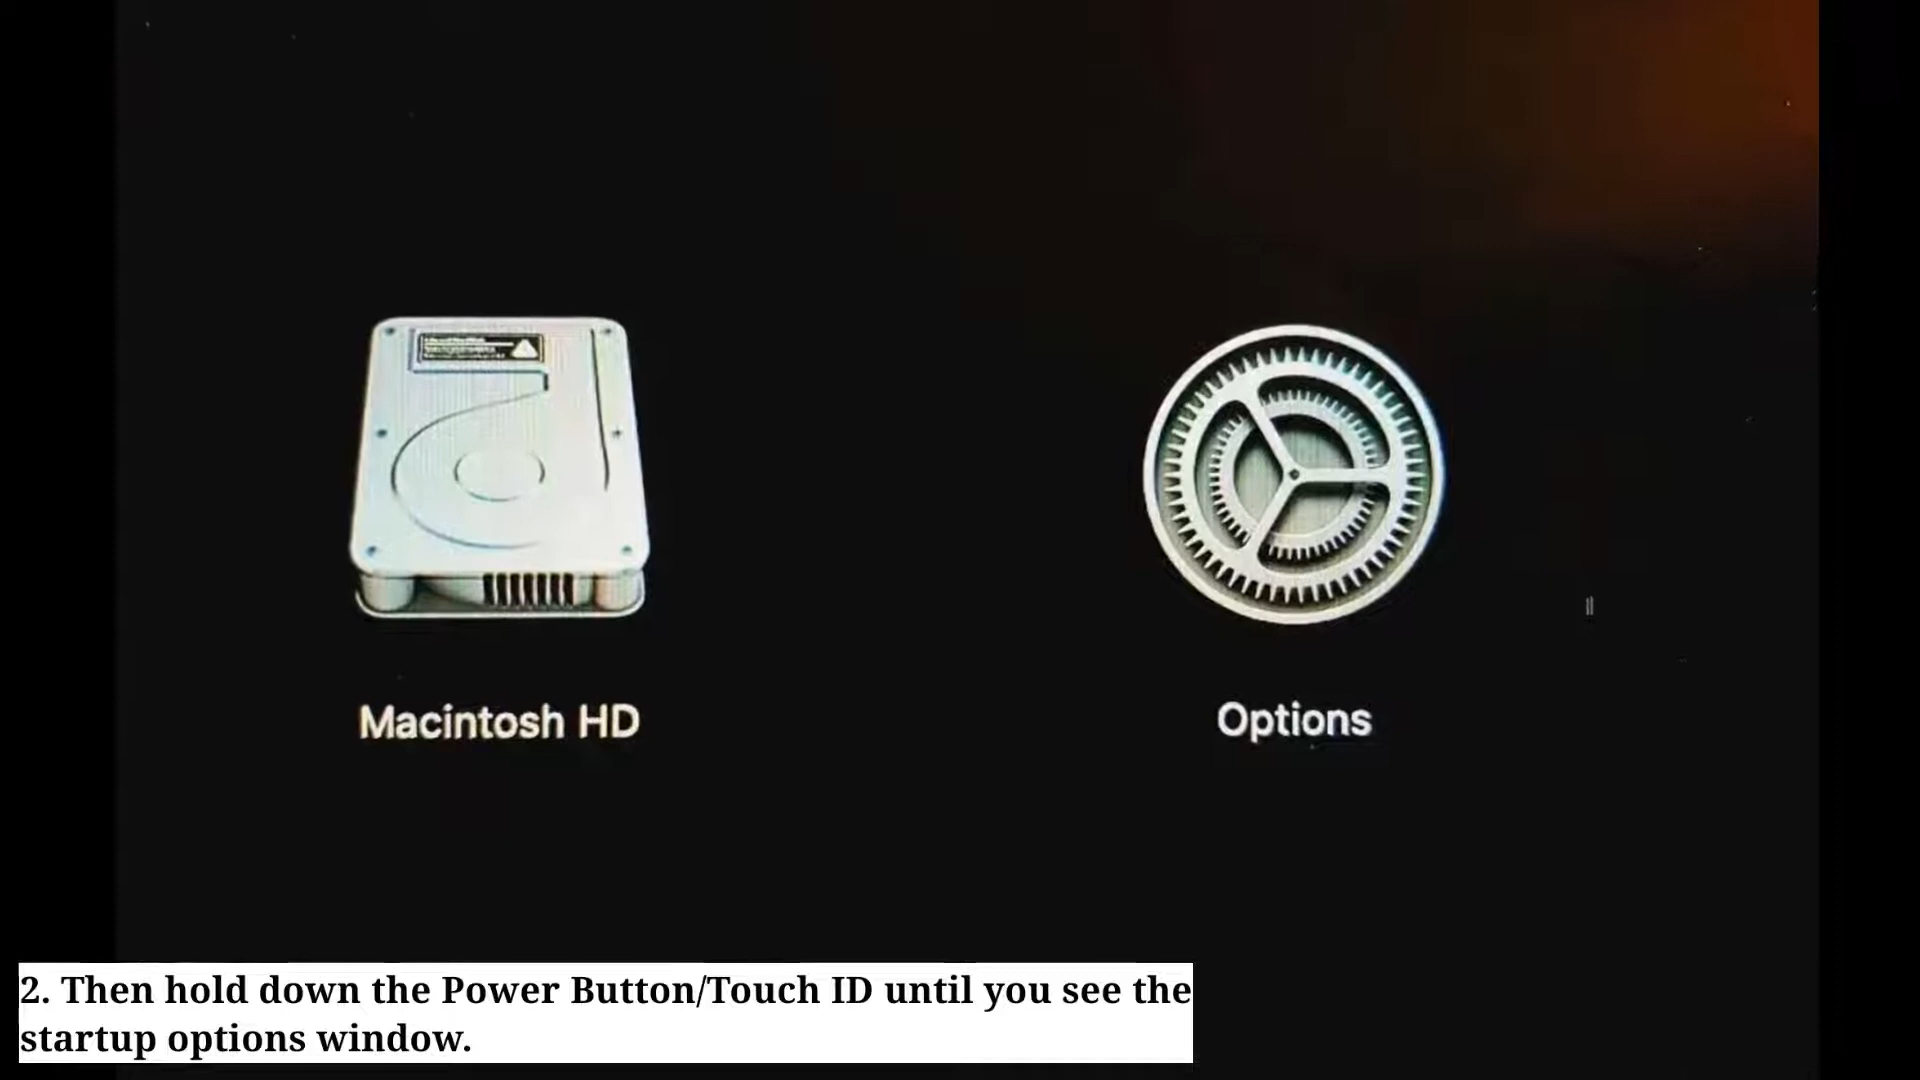 Macintosh HD
Options
2. Then hold down the Power Button/Touch ID until you see the
startup options window.